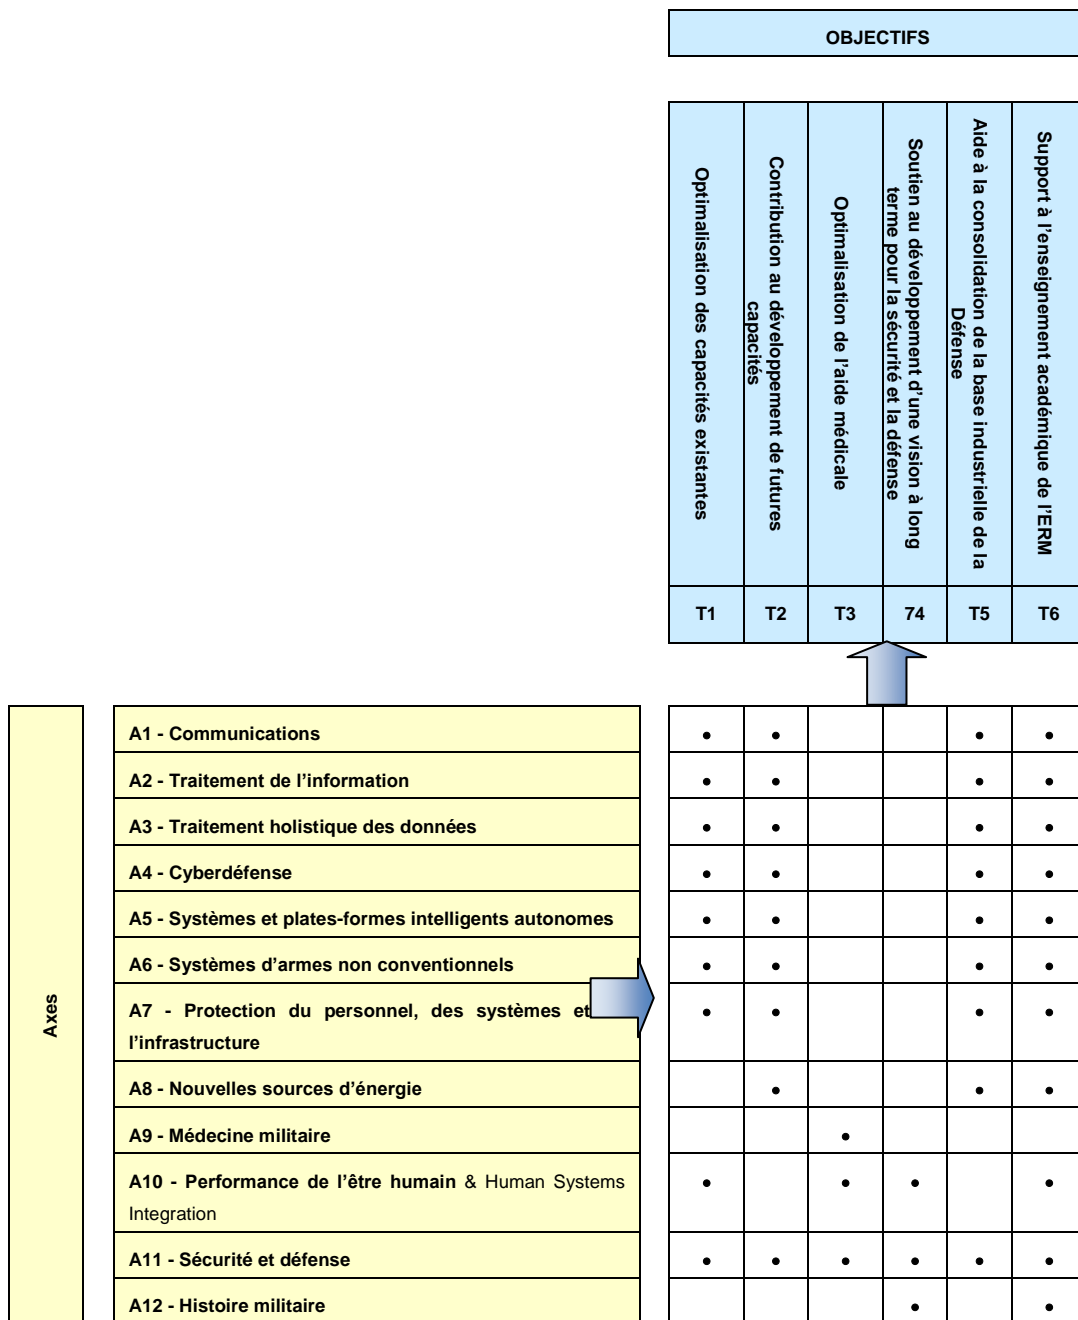 OBJECTIFS
Optimalisation des capacités existantes
Contribution au développement de futures
capacités
Optimalisation de l'aide médicale
Soutien au développement d'une vision à long
terme pour la sécurité et la défense
Aide à la consolidation de la base industrielle de la
Défense
Support à l'enseignement académique de l'ERM
T1 T2 T3 74 T5 T6
Axes
A1 - Communications • • • •
A2 - Traitement de l'information • • • •
A3 - Traitement holistique des données • • • •
A4 - Cyberdéfense • • • •
A5 - Systèmes et plates-formes intelligents autonomes • • • •
A6 - Systèmes d'armes non conventionnels • • • •
A7 - Protection du personnel, des systèmes et • • • •
l'infrastructure
A8 - Nouvelles sources d'énergie • • •
A9 - Médecine militaire •
A10 - Performance de l'être humain & Human Systems • • • •
Integration
A11 - Sécurité et défense • • • • • •
A12 - Histoire militaire • •